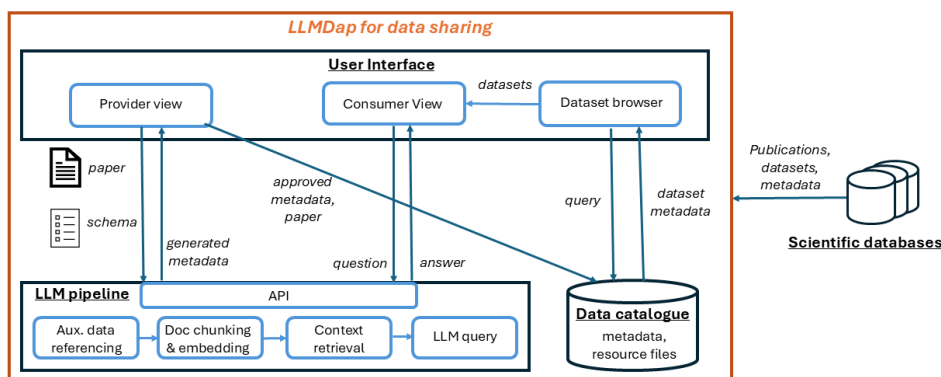 LLMDap for data sharing
User Interface
Provider view
Consumer View
datasets
Dataset browser
paper
schema
generated
metadata
approved
metadata,
paper
question
answer
query
dataset
metadata
Publications,
datasets,
metadata
Scientific databases
LLM pipeline
API
Aux. data
referencing
Doc chunking
& embedding
Context
retrieval
LLM query
Data catalogue
metadata,
resource files